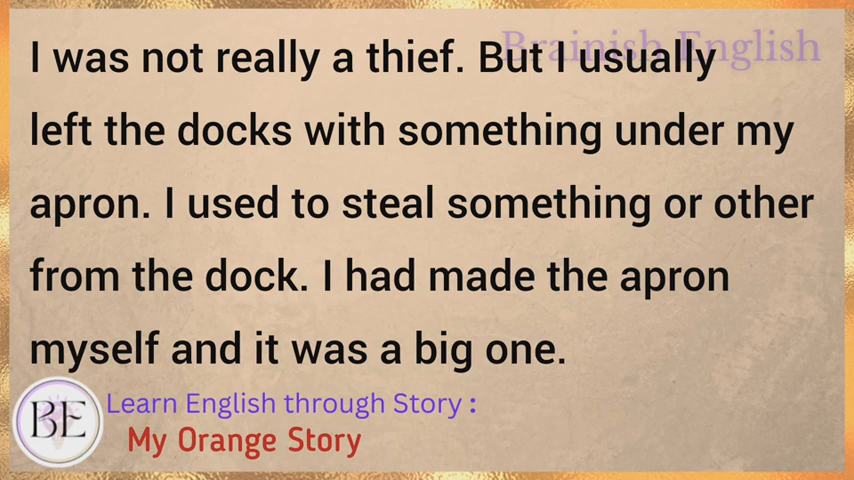 Brainish English
I was not really a thief. But I usually
left the docks with something under my
apron. I used to steal something or other
from the dock. I had made the apron
myself and it was a big one.
BE
Learn English through Story :
My Orange Story